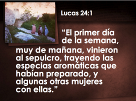 Lucas 24:1
“El primer día
de la semana,
muy de mañana, vinieron
al sepulcro, trayendo las
especias aromáticas que
habían preparado, y
algunas otras mujeres
con ellas.”